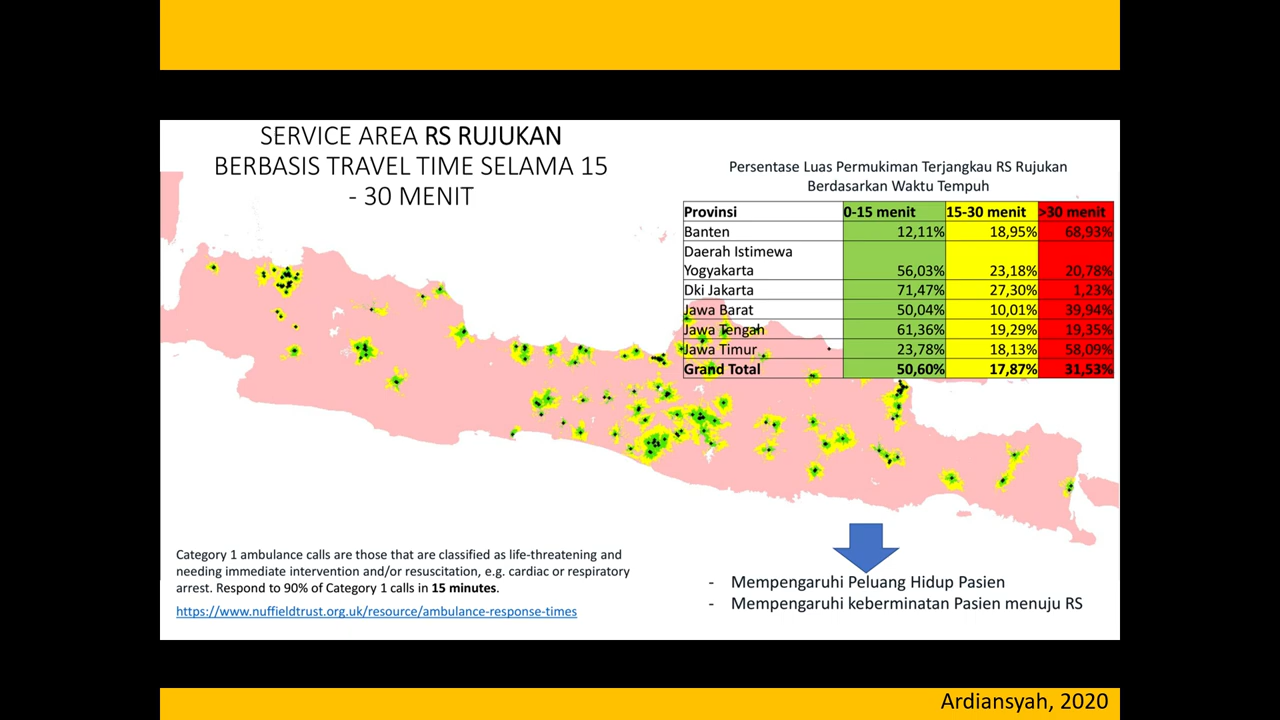 SERVICE AREA RS RUJUKAN
BERBASIS TRAVEL TIME SELAMA 15
- 30 MENIT
Persentase Luas Permukiman Terjangkau RS Rujukan
Berdasarkan Waktu Tempuh
Provinsi 0-15 menit 15-30 menit >30 menit
Banten 12,11% 18,95% 68,93%
Daerah Istimewa
Yogyakarta 56,03% 23,18% 20,78%
Dki Jakarta 71,47% 27,30% 1,23%
Jawa Barat 50,04% 10,01% 39,94%
Jawa Tengah 61,36% 19,29% 19,35%
Jawa Timur 23,78% 18,13% 58,09%
Grand Total 50,60% 17,87% 31,53%
Category 1 ambulance calls are those that are classified as life-threatening and
needing immediate intervention and/or resuscitation, e.g. cardiac or respiratory
arrest. Respond to 90% of Category 1 calls in 15 minutes.
https://www.nuffieldtrust.org.uk/resource/ambulance-response-times
- Mempengaruhi Peluang Hidup Pasien
- Mempengaruhi keberminatan Pasien menuju RS
Ardiansyah, 2020